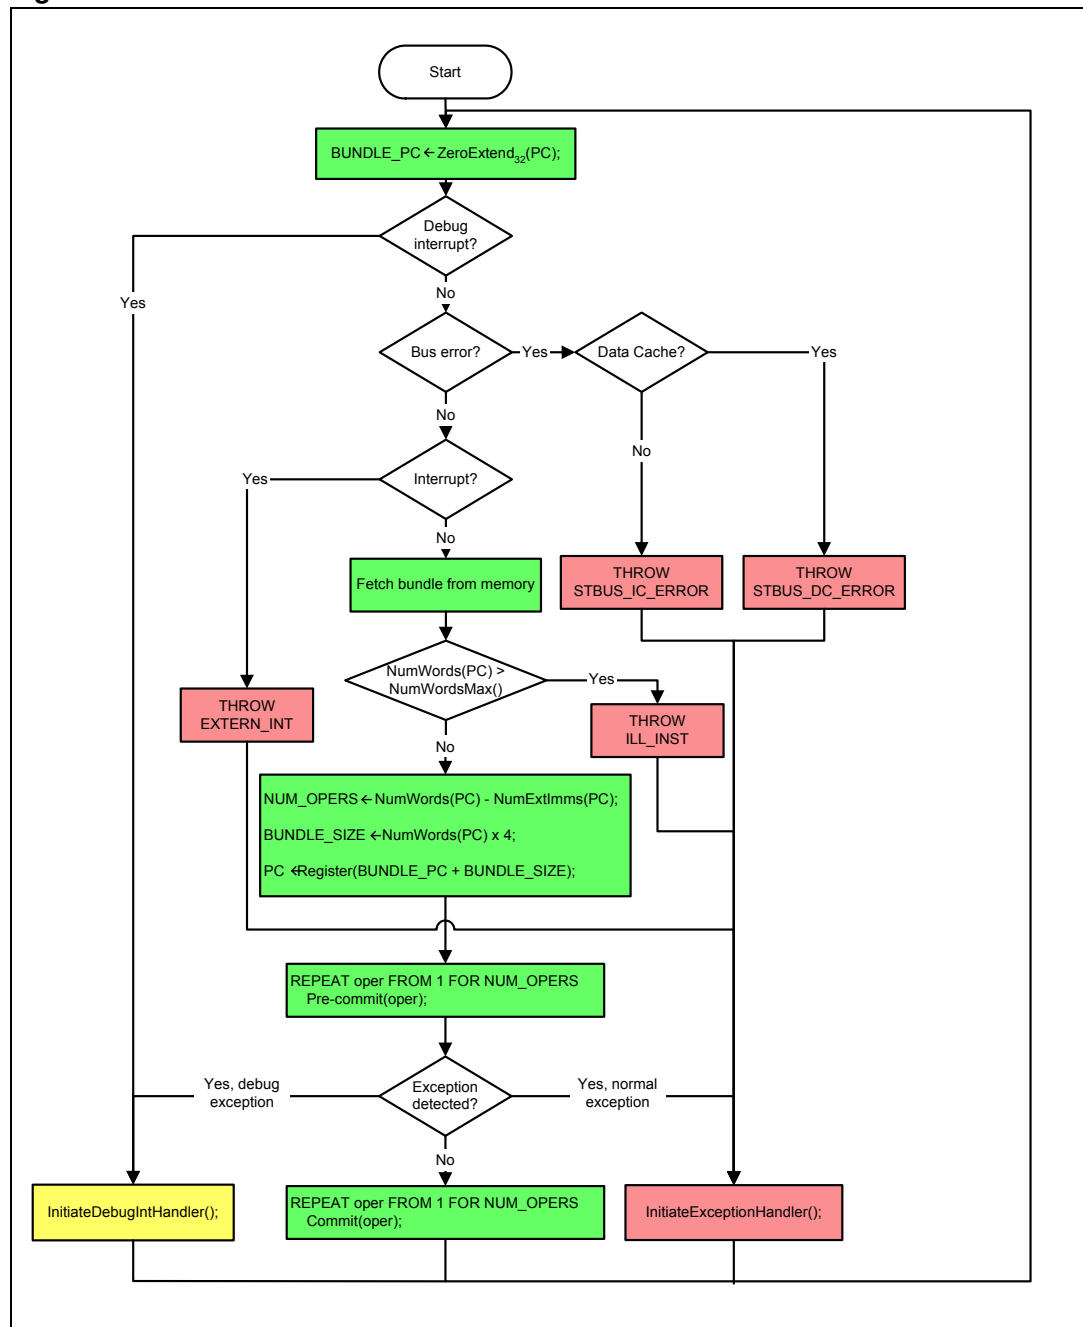 Start
BUNDLE_PC ← ZeroExtend32(PC);
Debug
interrupt?
Yes
No
Bus error?
Yes
Data Cache?
Yes
No
No
Interrupt?
Yes
No
Fetch bundle from memory
THROW
STBUS_IC_ERROR
THROW
STBUS_DC_ERROR
NumWords(PC) >
NumWordsMax()
Yes
THROW
EXTERN_INT
THROW
ILL_INST
No
NUM_OPERS ← NumWords(PC) - NumExtImms(PC);
BUNDLE_SIZE ← NumWords(PC) x 4;
PC ← Register(BUNDLE_PC + BUNDLE_SIZE);
REPEAT oper FROM 1 FOR NUM_OPERS
Pre-commit(oper);
Exception
detected?
Yes, debug
exception
Yes, normal
exception
No
InitiateDebugIntHandler();
REPEAT oper FROM 1 FOR NUM_OPERS
Commit(oper);
InitiateExceptionHandler();